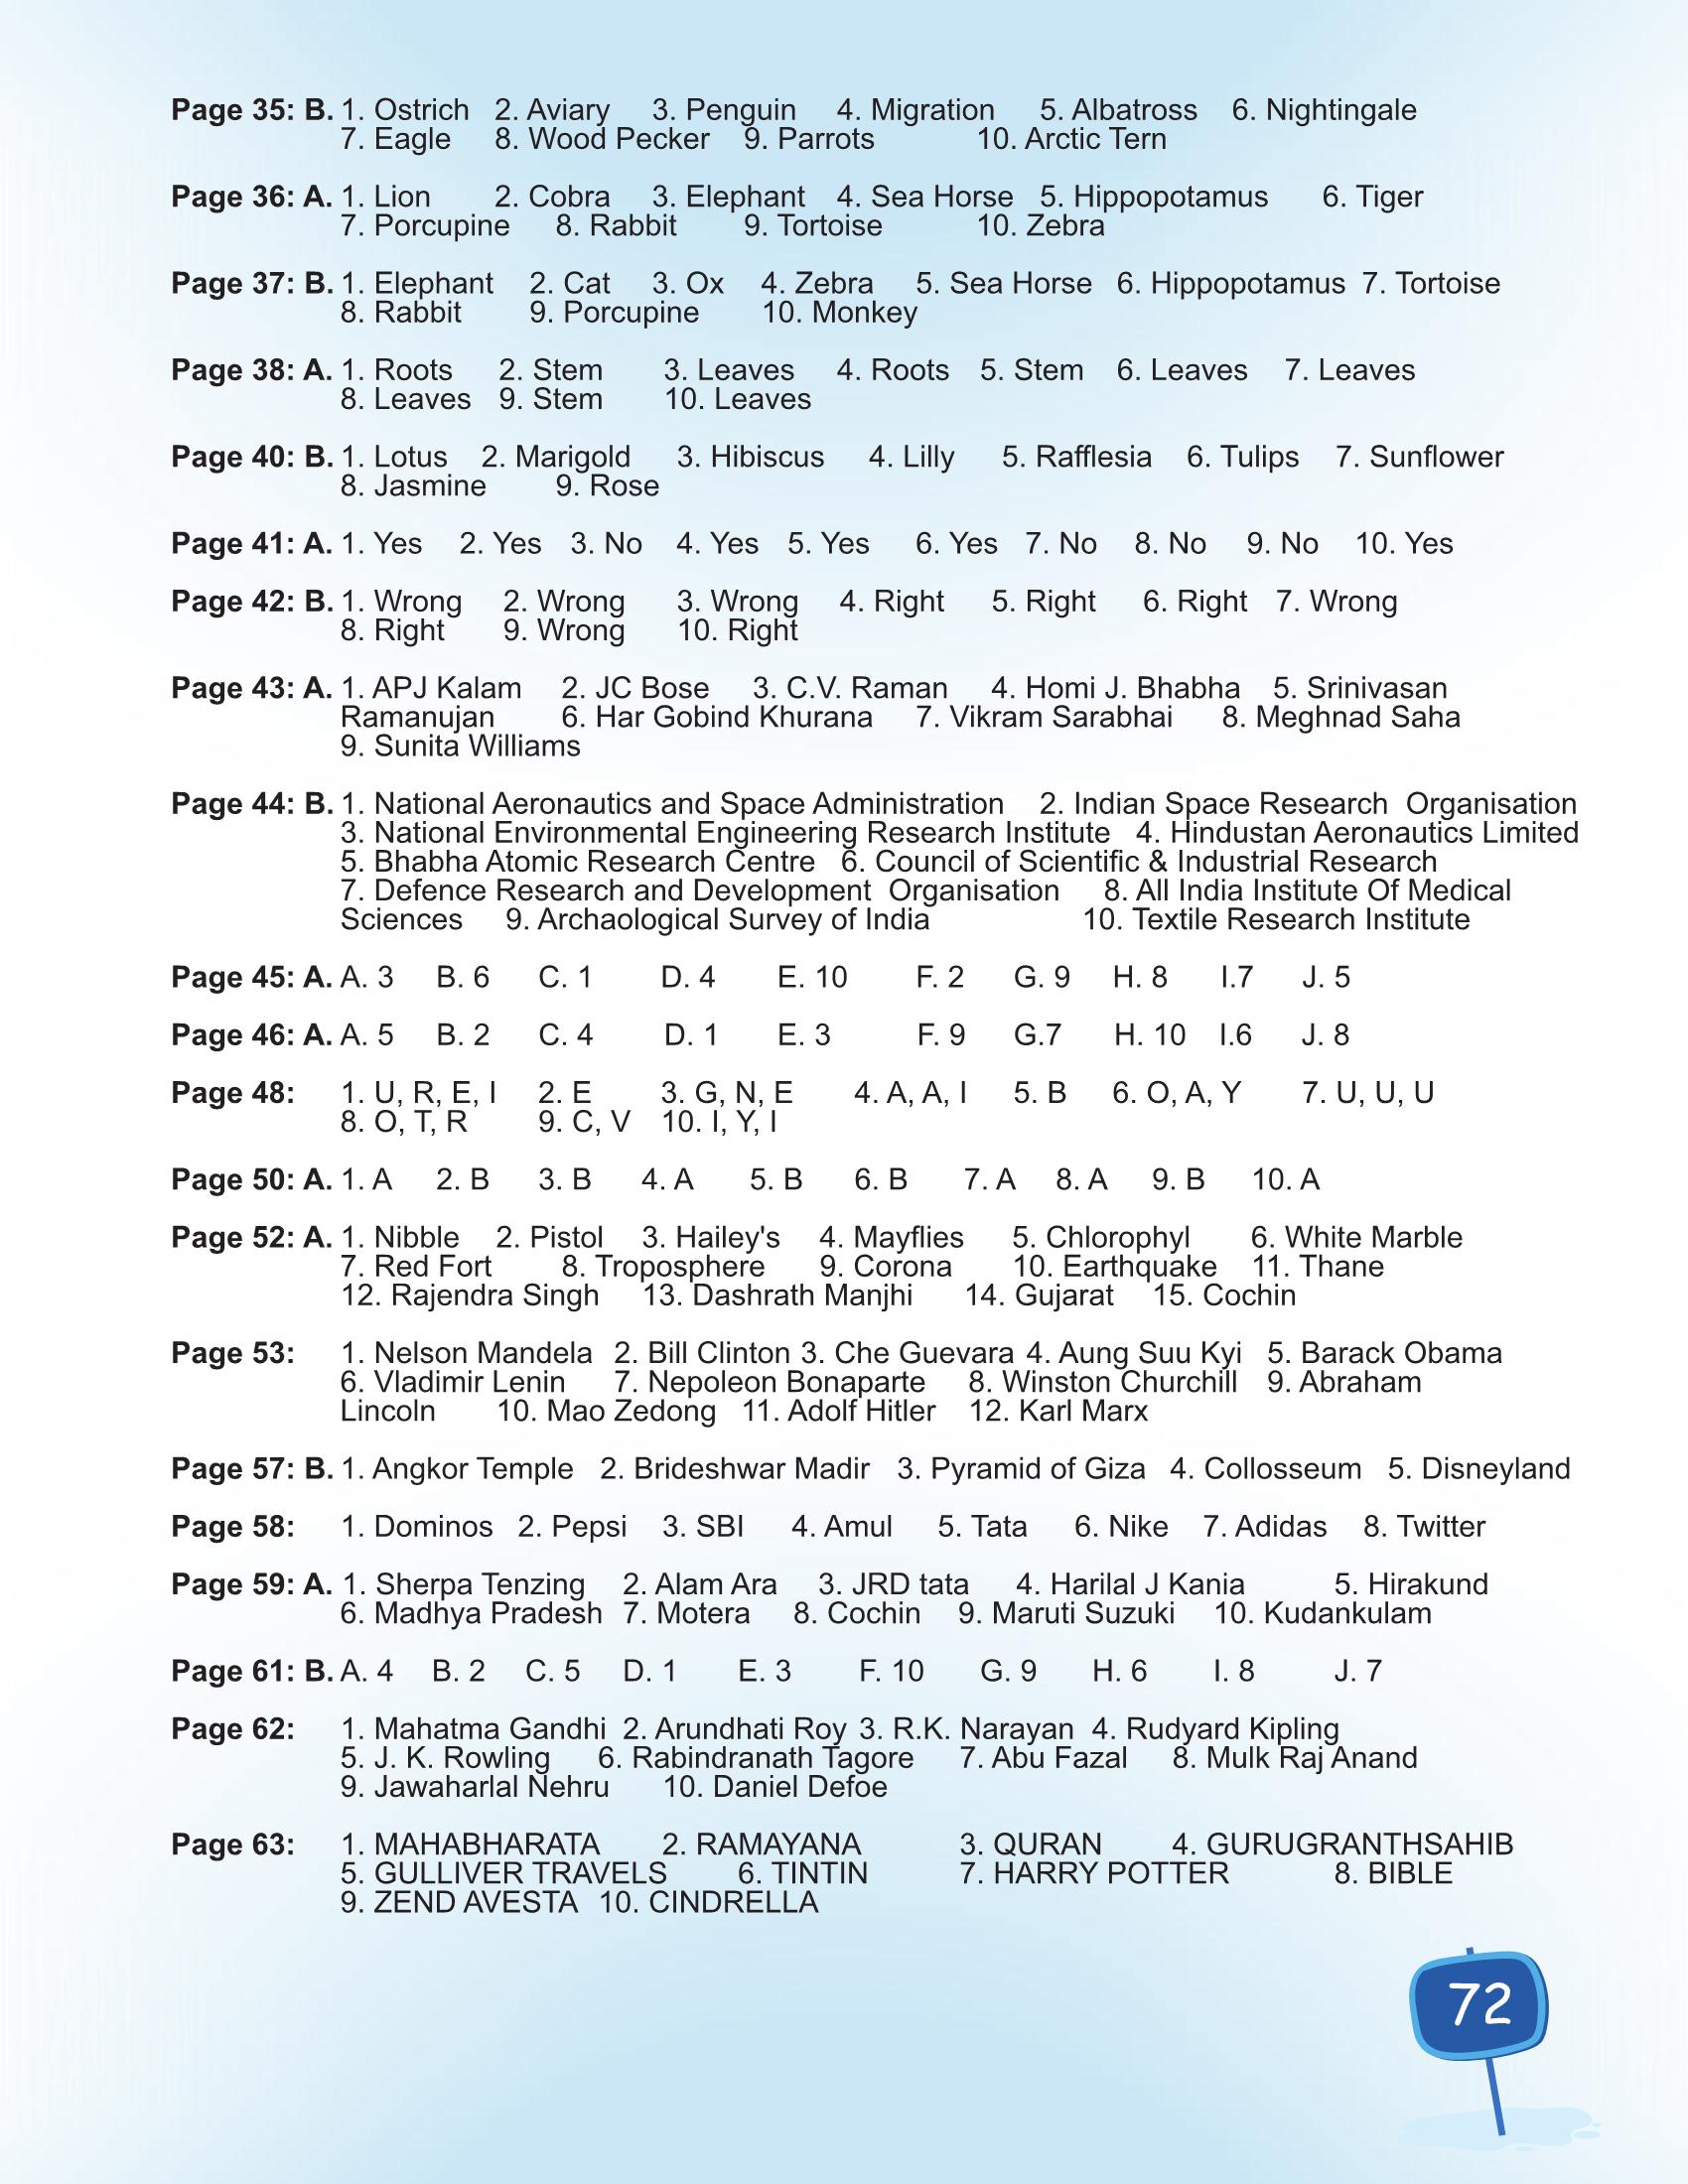 Page 35: B. 1. Ostrich 2. Aviary 3. Penguin 4. Migration 5. Albatross 6. Nightingale
7. Eagle 8. Wood Pecker 9. Parrots 10. Arctic Tern
Page 36: A. 1. Lion 2. Cobra 3. Elephant 4. Sea Horse 5. Hippopotamus 6. Tiger
7. Porcupine 8. Rabbit 9. Tortoise 10. Zebra
Page 37: B. 1. Elephant 2. Cat 3. Ox 4. Zebra 5. Sea Horse 6. Hippopotamus 7. Tortoise
8. Rabbit 9. Porcupine 10. Monkey
Page 38: A. 1. Roots 2. Stem 3. Leaves 4. Roots 5. Stem 6. Leaves 7. Leaves
8. Leaves 9. Stem 10. Leaves
Page 40: B. 1. Lotus 2. Marigold 3. Hibiscus 4. Lilly 5. Rafflesia 6. Tulips 7. Sunflower
8. Jasmine 9. Rose
Page 41: A. 1. Yes 2. Yes 3. No 4. Yes 5. Yes 6. Yes 7. No 8. No 9. No 10. Yes
Page 42: B. 1. Wrong 2. Wrong 3. Wrong 4. Right 5. Right 6. Right 7. Wrong
8. Right 9. Wrong 10. Right
Page 43: A. 1. APJ Kalam 2. JC Bose 3. C.V. Raman 4. Homi J. Bhabha 5. Srinivasan
Ramanujan 6. Har Gobind Khurana 7. Vikram Sarabhai 8. Meghnad Saha
9. Sunita Williams
Page 44: B. 1. National Aeronautics and Space Administration 2. Indian Space Research Organisation
3. National Environmental Engineering Research Institute 4. Hindustan Aeronautics Limited
5. Bhabha Atomic Research Centre 6. Council of Scientific & Industrial Research
7. Defence Research and Development Organisation 8. All India Institute Of Medical
Sciences 9. Archaological Survey of India 10. Textile Research Institute
Page 45: A. A. 3 B. 6 C. 1 D. 4 E. 10 F. 2 G. 9 H. 8 I.7 J. 5
Page 46: A. A. 5 B. 2 C. 4 D. 1 E. 3 F. 9 G.7 H. 10 I.6 J. 8
Page 48: 1. U, R, E, I 2. E 3. G, N, E 4. A, A, I 5. B 6. O, A, Y 7. U, U, U
8. O, T, R 9. C, V 10. I, Y, I
Page 50: A. 1. A 2. B 3. B 4. A 5. B 6. B 7. A 8. A 9. B 10. A
Page 52: A. 1. Nibble 2. Pistol 3. Hailey's 4. Mayflies 5. Chlorophyl 6. White Marble
7. Red Fort 8. Troposphere 9. Corona 10. Earthquake 11. Thane
12. Rajendra Singh 13. Dashrath Manjhi 14. Gujarat 15. Cochin
Page 53: 1. Nelson Mandela 2. Bill Clinton 3. Che Guevara 4. Aung Suu Kyi 5. Barack Obama
6. Vladimir Lenin 7. Nepoleon Bonaparte 8. Winston Churchill 9. Abraham
Lincoln 10. Mao Zedong 11. Adolf Hitler 12. Karl Marx
Page 57: B. 1. Angkor Temple 2. Brideshwar Madir 3. Pyramid of Giza 4. Collosseum 5. Disneyland
Page 58: 1. Dominos 2. Pepsi 3. SBI 4. Amul 5. Tata 6. Nike 7. Adidas 8. Twitter
Page 59: A. 1. Sherpa Tenzing 2. Alam Ara 3. JRD tata 4. Harilal J Kania 5. Hirakund
6. Madhya Pradesh 7. Motera 8. Cochin 9. Maruti Suzuki 10. Kudankulam
Page 61: B. A. 4 B. 2 C. 5 D. 1 E. 3 F. 10 G. 9 H. 6 I. 8 J. 7
Page 62: 1. Mahatma Gandhi 2. Arundhati Roy 3. R.K. Narayan 4. Rudyard Kipling
5. J. K. Rowling 6. Rabindranath Tagore 7. Abu Fazal 8. Mulk Raj Anand
9. Jawaharlal Nehru 10. Daniel Defoe
Page 63: 1. MAHABHARATA 2. RAMAYANA 3. QURAN 4. GURUGRANTHSAHIB
5. GULLIVER TRAVELS 6. TINTIN 7. HARRY POTTER 8. BIBLE
9. ZEND AVESTA 10. CINDRELLA
72